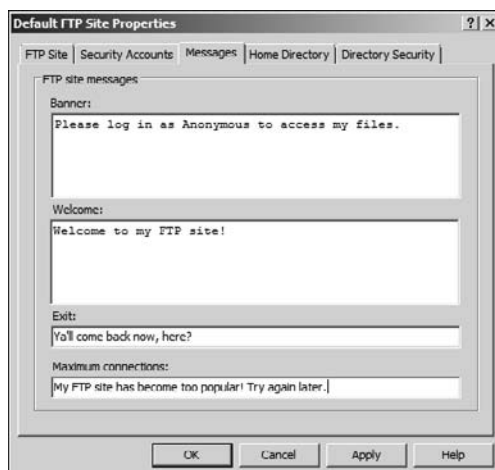 Default FTP Site Properties
? X
FTP Site Security Accounts Messages Home Directory Directory Security
FTP site messages
Banner:
Please log in as Anonymous to access my files.
Welcome:
Welcome to my FTP site!
Exit:
Ya'll come back now, here?
Maximum connections:
My FTP site has become too popular! Try again later.
OK Cancel Apply Help